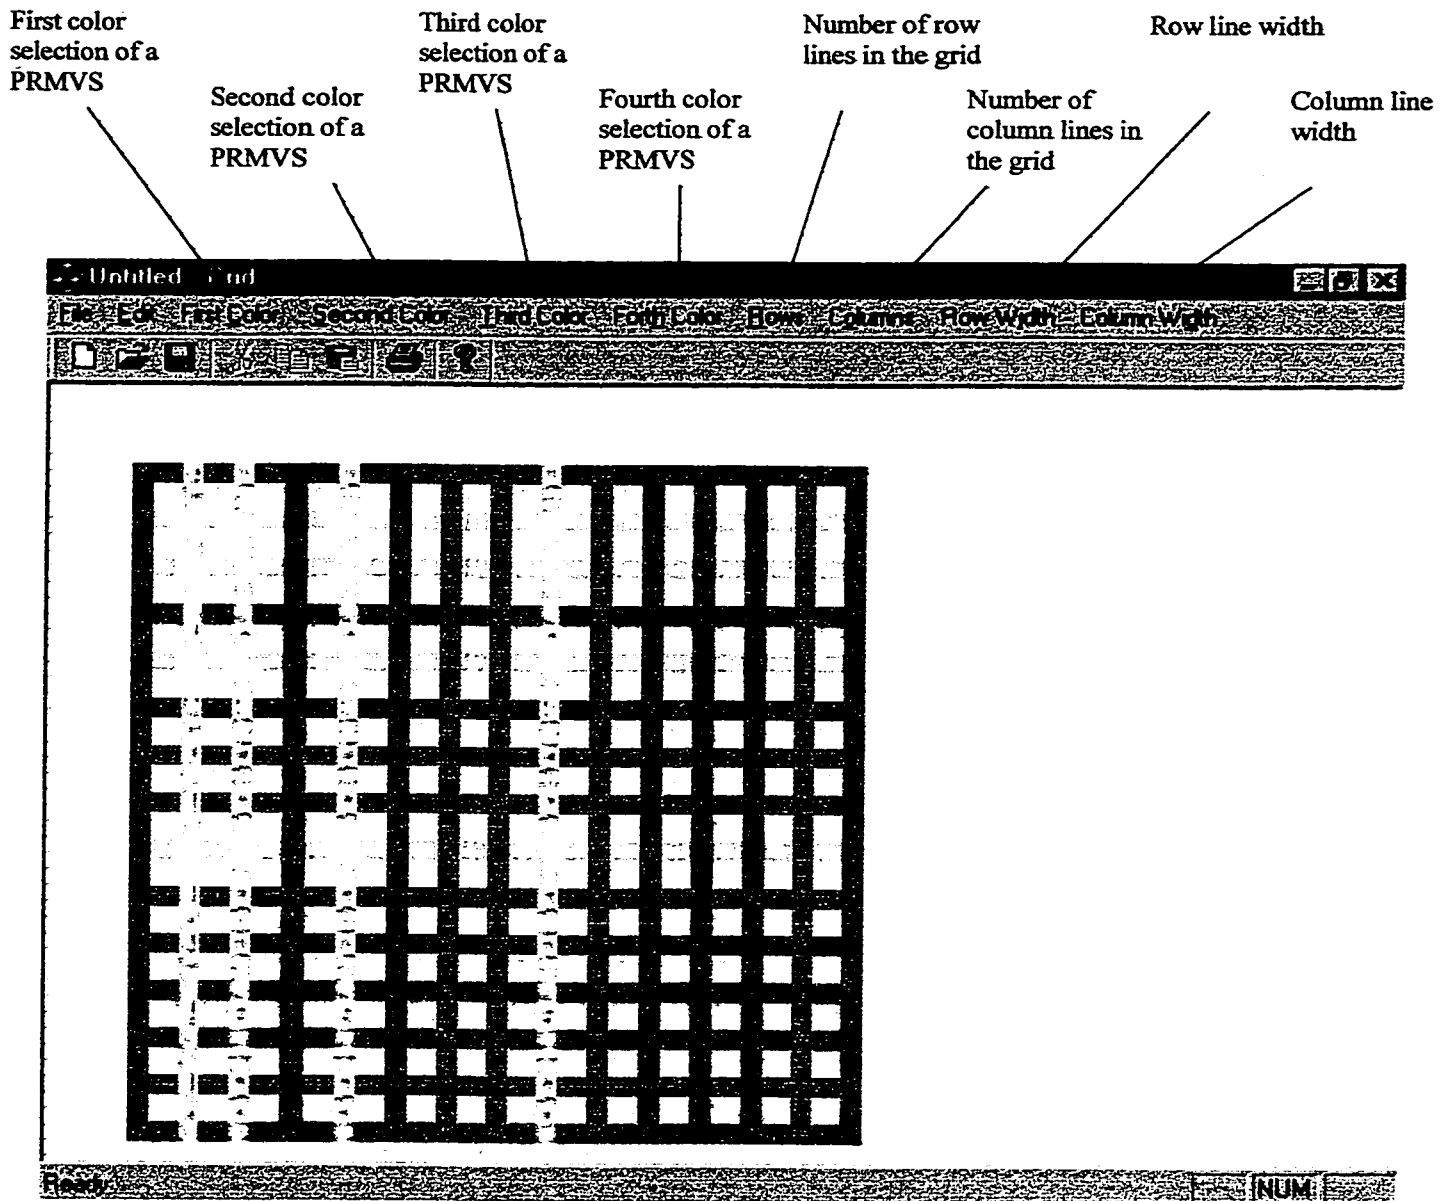 First color
selection of a
PRMVS
Second color
selection of a
PRMVS
Third color
selection of a
PRMVS
Fourth color
selection of a
PRMVS
Number of row
lines in the grid
Number of
column lines in
the grid
Row line width
Column line
width
Untitled
File Edit First Color Second Color Third Color Forth Color Rows Columns Row Width Column Width
Ready
NUM